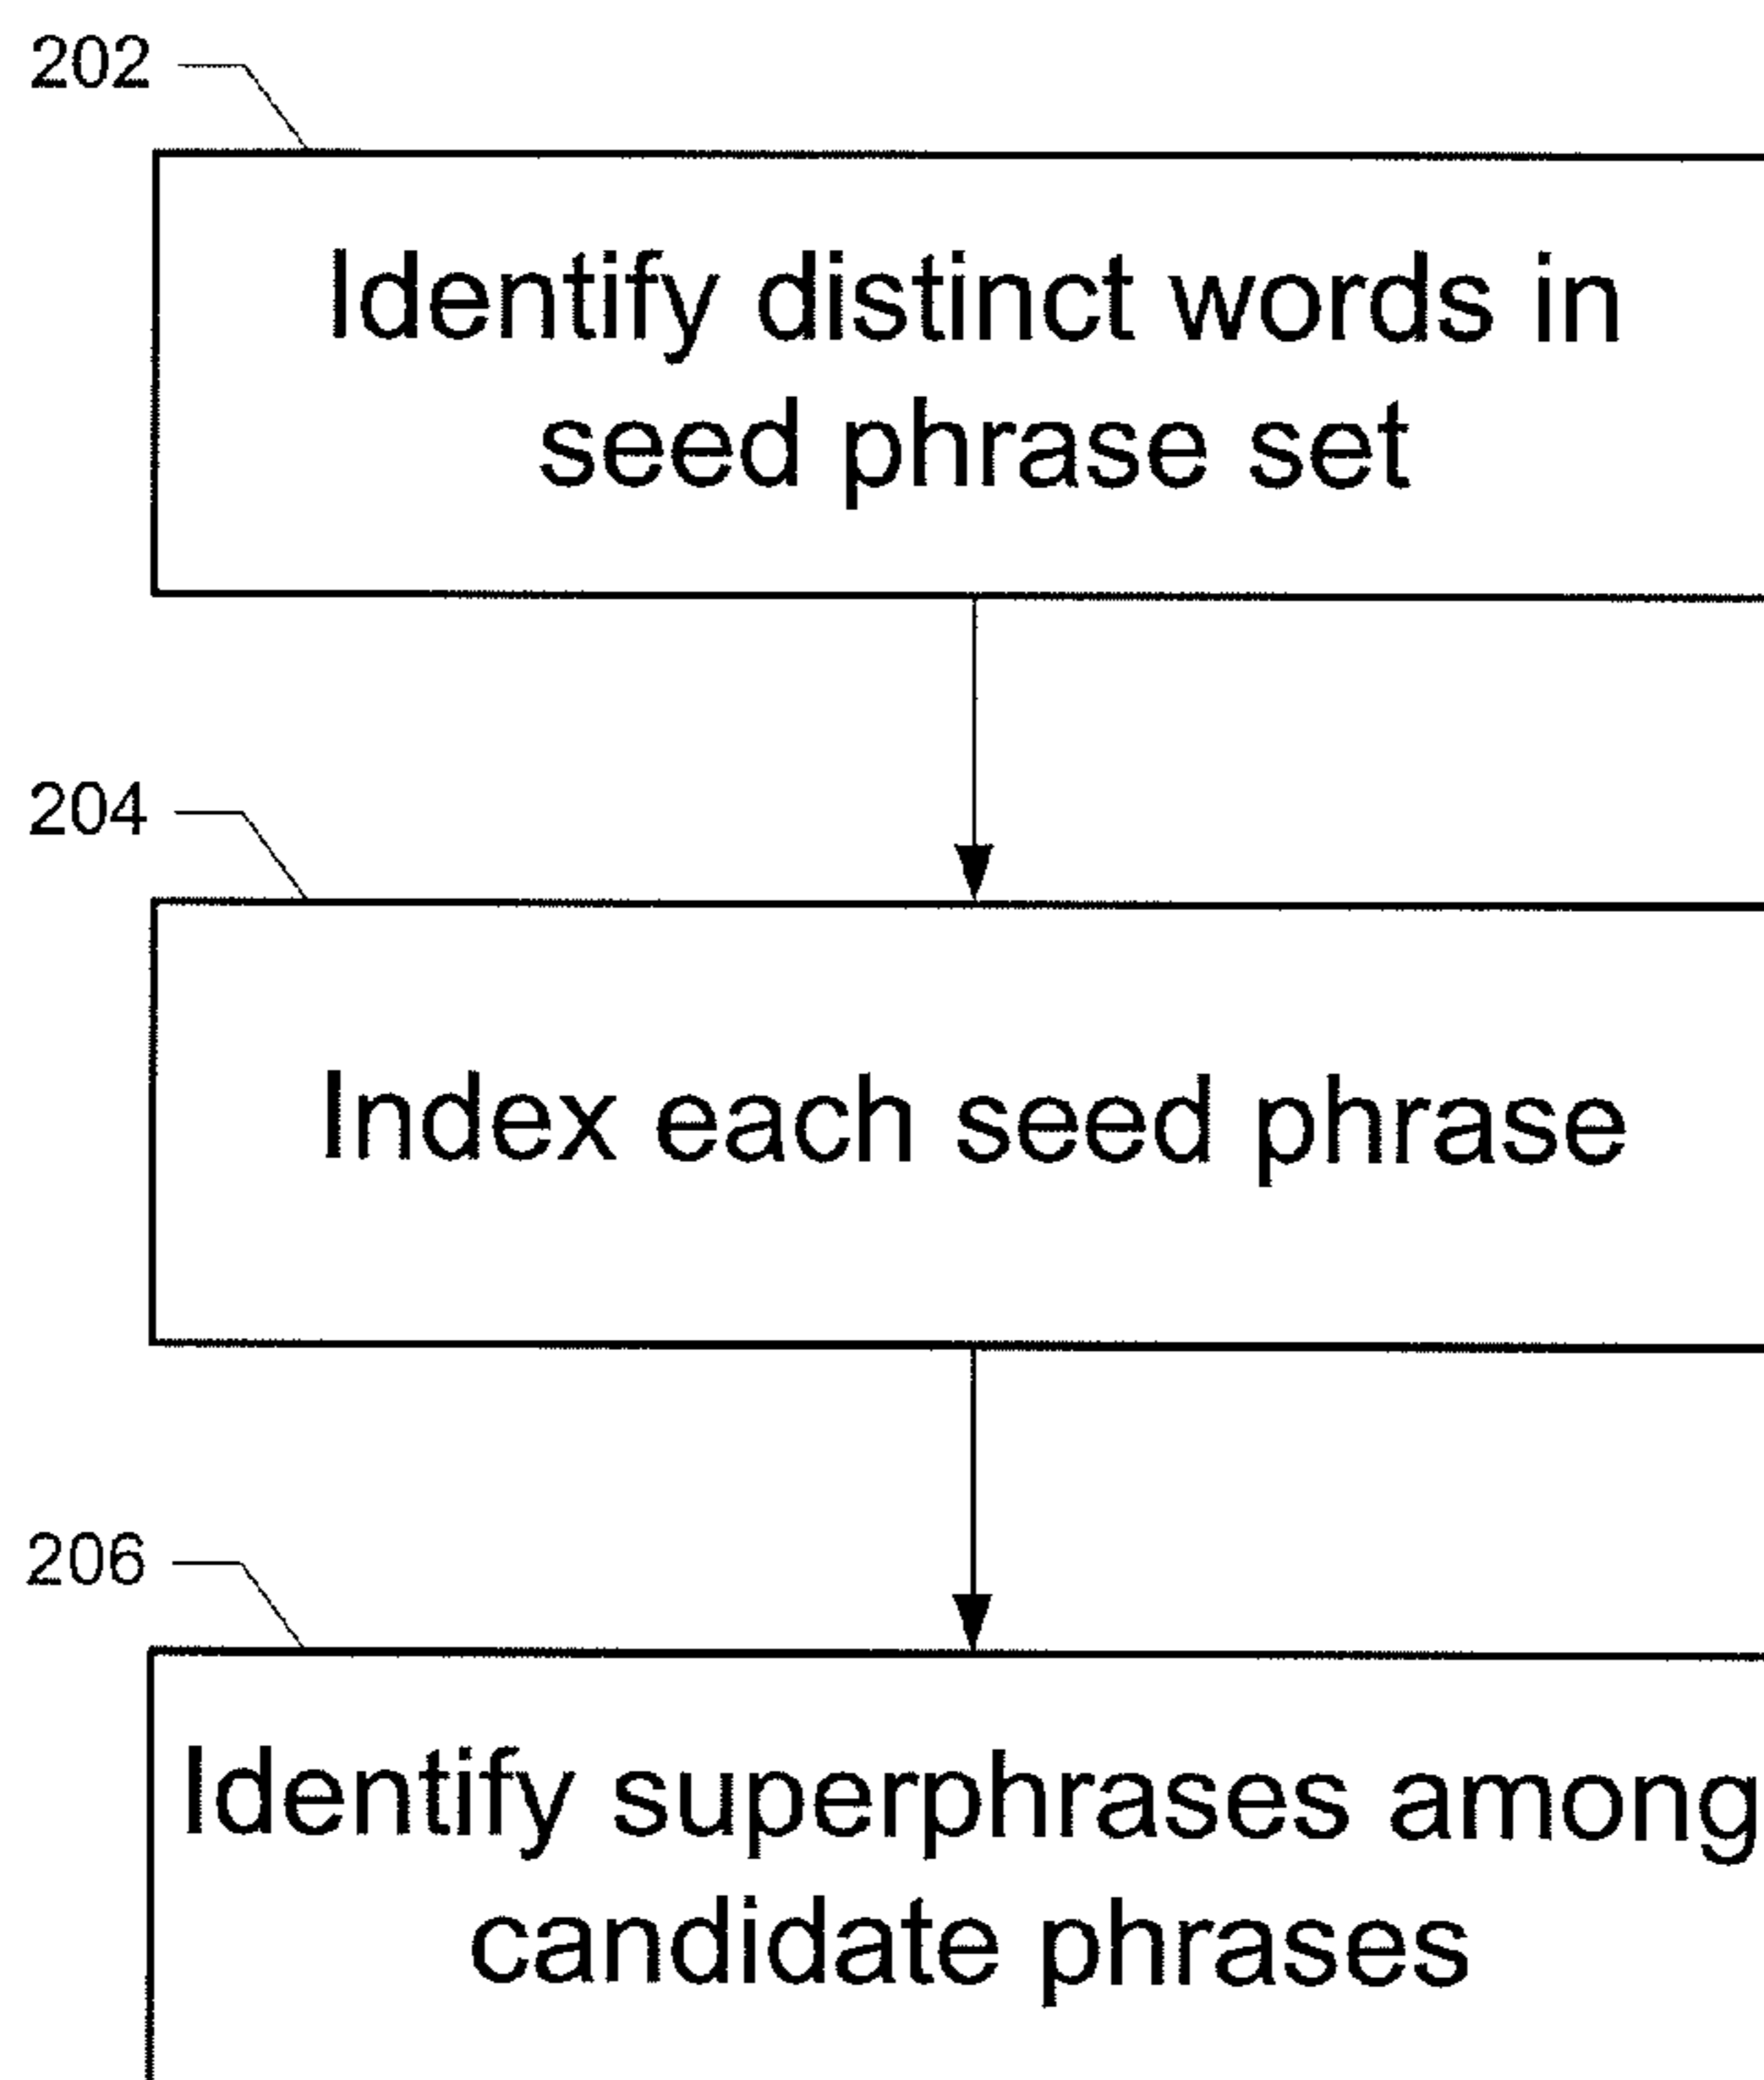 202
Identify distinct words in
seed phrase set
204
Index each seed phrase
206
Identify superphrases among
candidate phrases